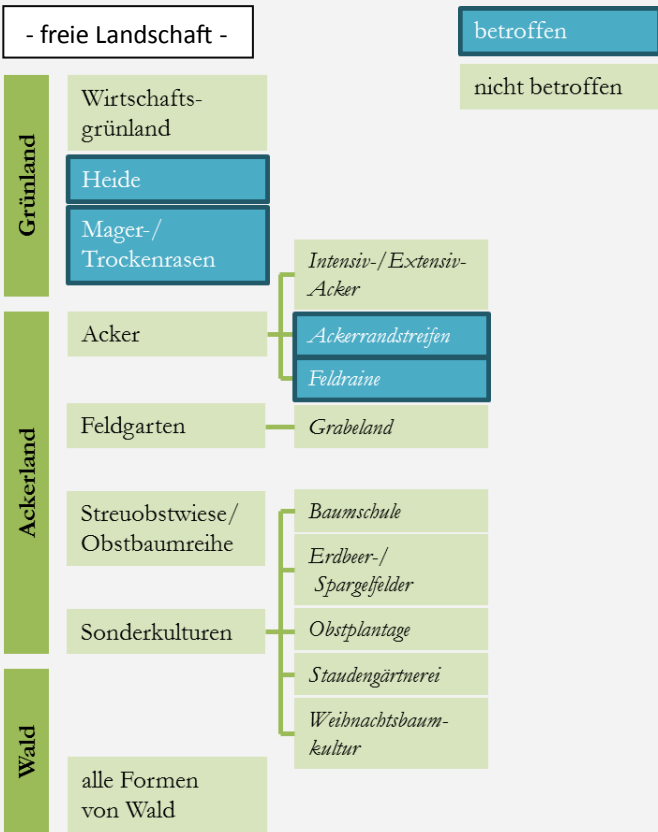 - freie Landschaft -
betroffen
nicht betroffen
Grünland
Wirtschafts-
grünland
Heide
Mager-/
Trockenrasen
Ackerland
Acker
Intensiv-/Extensiv-
Acker
Ackerrandstreifen
Feldraine
Feldgarten
Grabeland
Streuobstwiese/
Obstbaumreihe
Sonderkulturen
Baumschule
Erdbeer-/
Spargelfelder
Obstplantage
Staudengärtnerei
Weihnachtsbaum-
kultur
Wald
alle Formen
von Wald